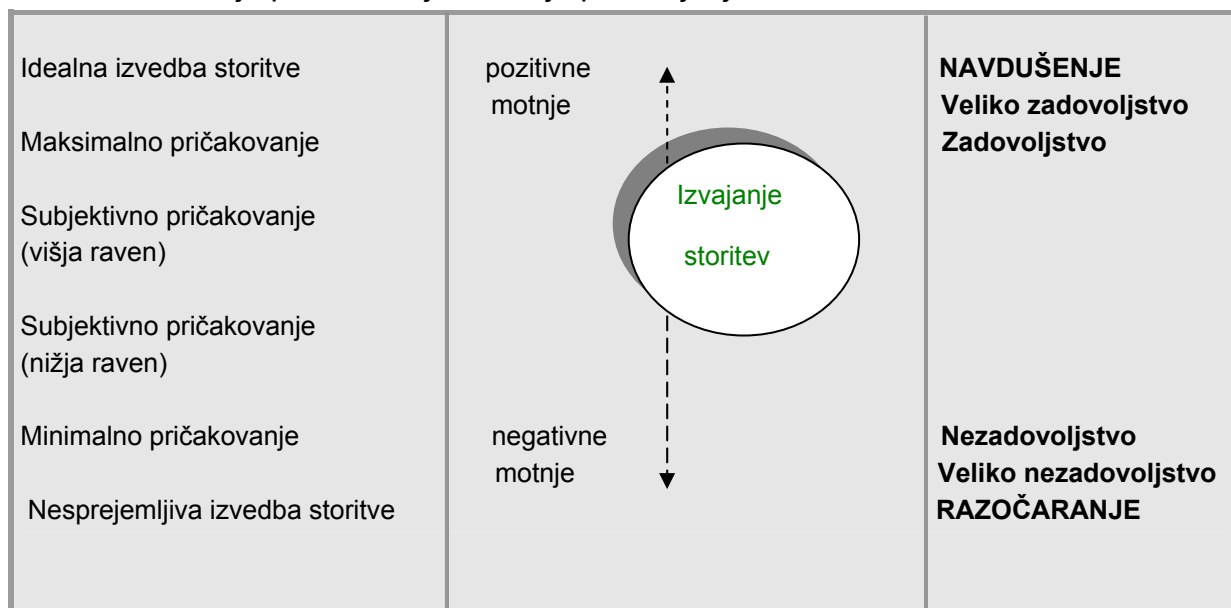 Idealna izvedba storitve
Maksimalno pričakovanje
Subjektivno pričakovanje
(višja raven)
Subjektivno pričakovanje
(nižja raven)
Minimalno pričakovanje
Nesprejemljiva izvedba storitve
pozitivne
motnje
Izvajanje
storitev
negativne
motnje
NAVDUŠENJE
Veliko zadovoljstvo
Zadovoljstvo
Nezadovoljstvo
Veliko nezadovoljstvo
RAZOČARANJE